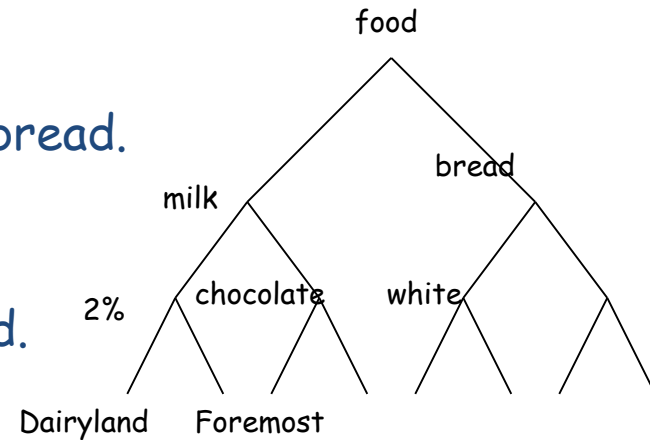 food
bread.
bread
milk
chocolate
white
2%
d.
Dairyland
Foremost